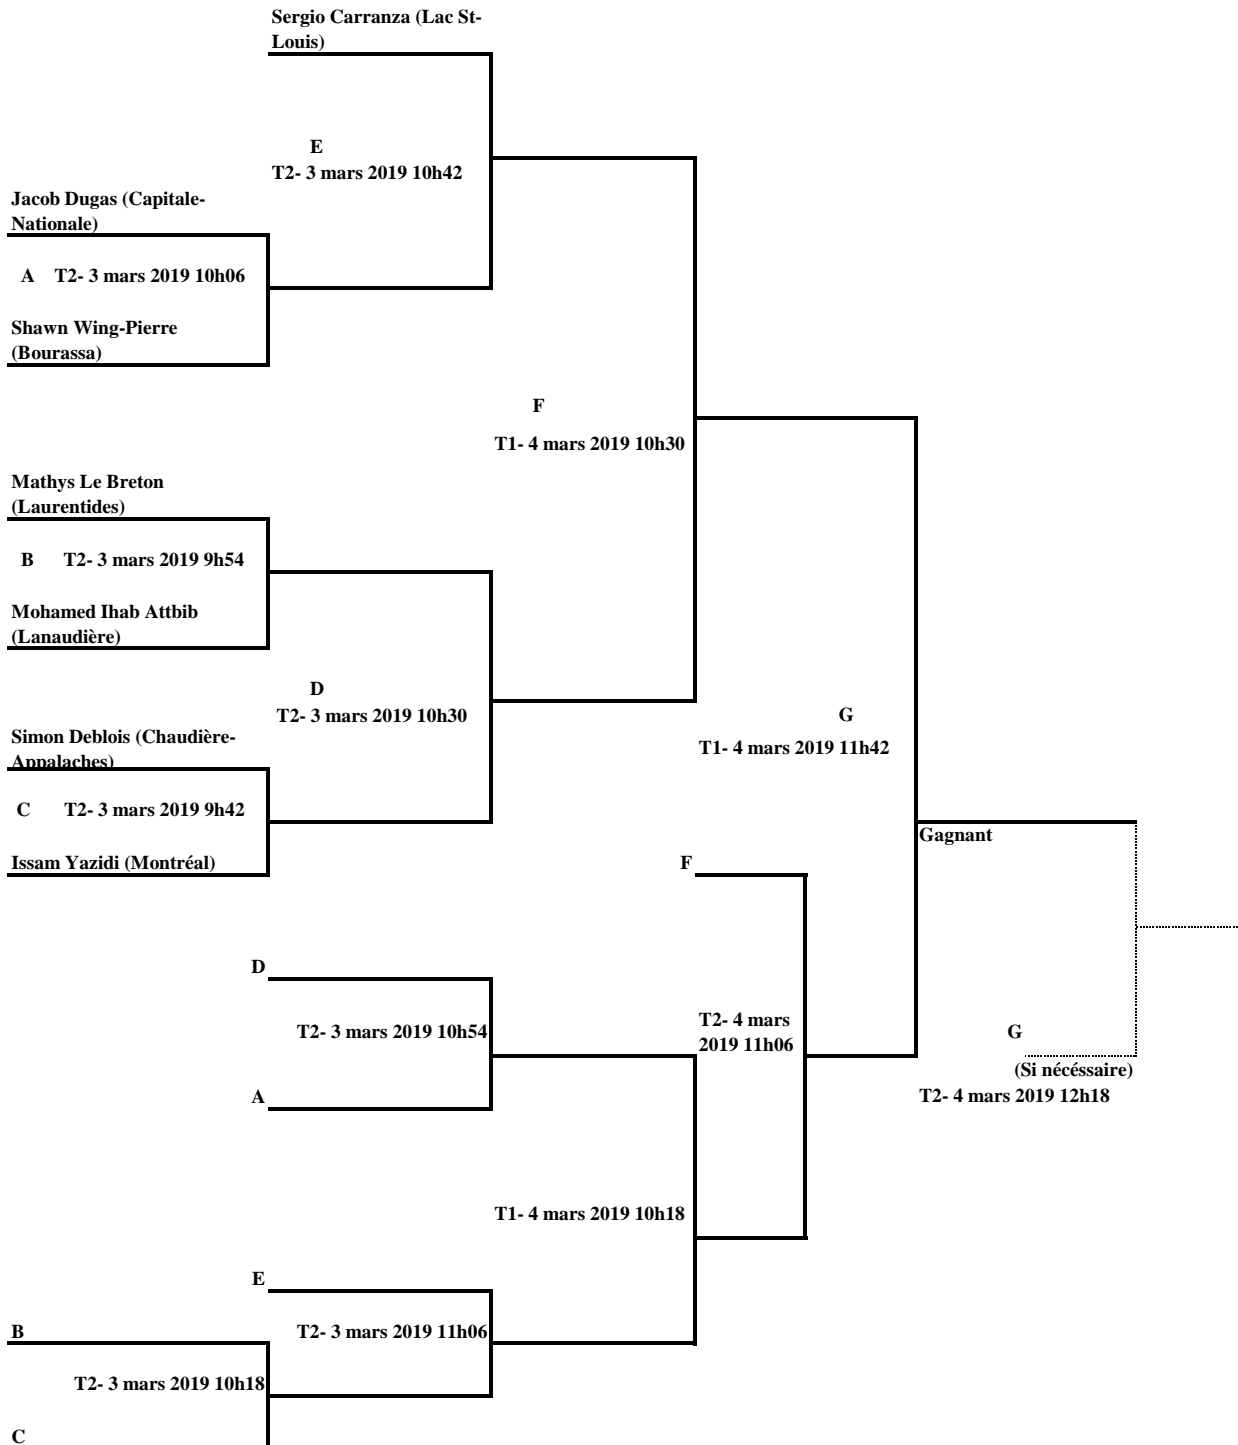 Sergio Carranza (Lac St-
Louis)
E
T2- 3 mars 2019 10h42
Jacob Dugas (Capitale-
Nationale)
A T2- 3 mars 2019 10h06
Shawn Wing-Pierre
(Bourassa)
F
T1- 4 mars 2019 10h30
Mathys Le Breton
(Laurentides)
B T2- 3 mars 2019 9h54
Mohamed Ihab Attbib
(Lanaudière)
D
T2- 3 mars 2019 10h30
G
T1- 4 mars 2019 11h42
Simon Deblois (Chaudière-
Appalaches)
C T2- 3 mars 2019 9h42
Gagnant
Issam Yazidi (Montréal)
F
D
T2- 3 mars 2019 10h54
T2- 4 mars
2019 11h06
G
(Si nécéssaire)
T2- 4 mars 2019 12h18
A
T1- 4 mars 2019 10h18
E
B
T2- 3 mars 2019 11h06
T2- 3 mars 2019 10h18
C